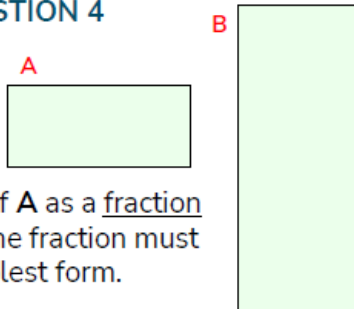 STION 4
B
A
f A as a fraction
he fraction must
lest form.